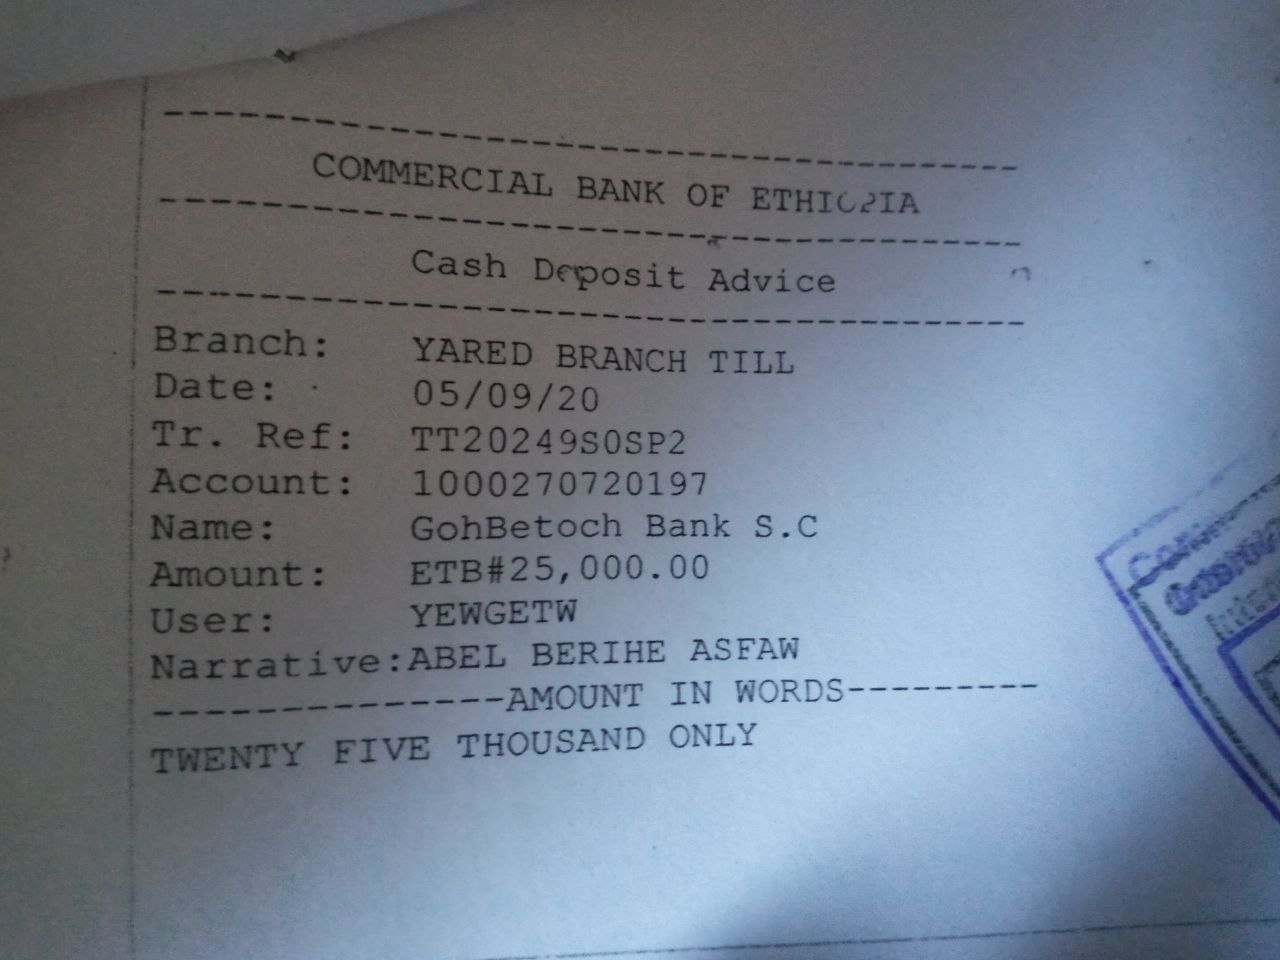 COMMERCIAL BANK OF ETHIOPIA
Cash Deposit Advice
Branch: YARED BRANCH TILL
Date: 05/09/20
Tr. Ref: TT20249S0SP2
Account: 1000270720197
Name: GohBetoch Bank S.C
Amount: ETB#25,000.00
User: YEWGETW
Narrative:ABEL BERIHE ASFAW
--------------AMOUNT IN WORDS---------
TWENTY FIVE THOUSAND ONLY